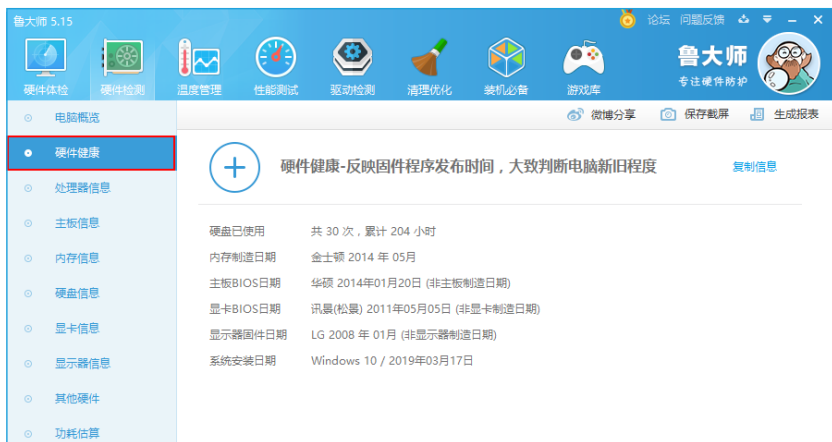 鲁大师 5.15
论坛 问题反馈
硬件体检 硬件检测 温度管理 性能测试 驱动检测 清理优化 装机必备 游戏库
鲁大师
专注硬件防护
微博分享 保存截屏 生成报表
电脑概览
硬件健康
处理器信息
主板信息
内存信息
硬盘信息
显卡信息
显示器信息
其他硬件
功耗估算
硬件健康-反映固件程序发布时间，大致判断电脑新旧程度 复制信息
硬盘已使用 共 30 次，累计 204 小时
内存制造日期 金士顿 2014 年 05月
主板BIOS日期 华硕 2014年01月20日 (非主板制造日期)
显卡BIOS日期 讯景(松景) 2011年05月05日 (非显卡制造日期)
显示器固件日期 LG 2008 年 01月 (非显示器制造日期)
系统安装日期 Windows 10 / 2019年03月17日